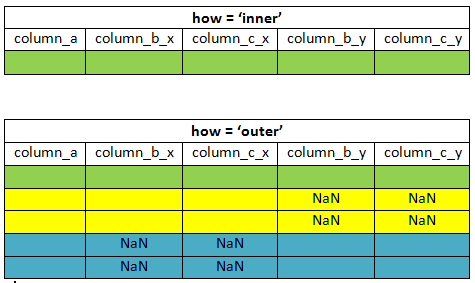 how = ‘inner’
column_a column_b_x column_c_x column_b_y column_c_y
how = ‘outer’
column_a column_b_x column_c_x column_b_y column_c_y
NaN NaN
NaN NaN
NaN NaN
NaN NaN